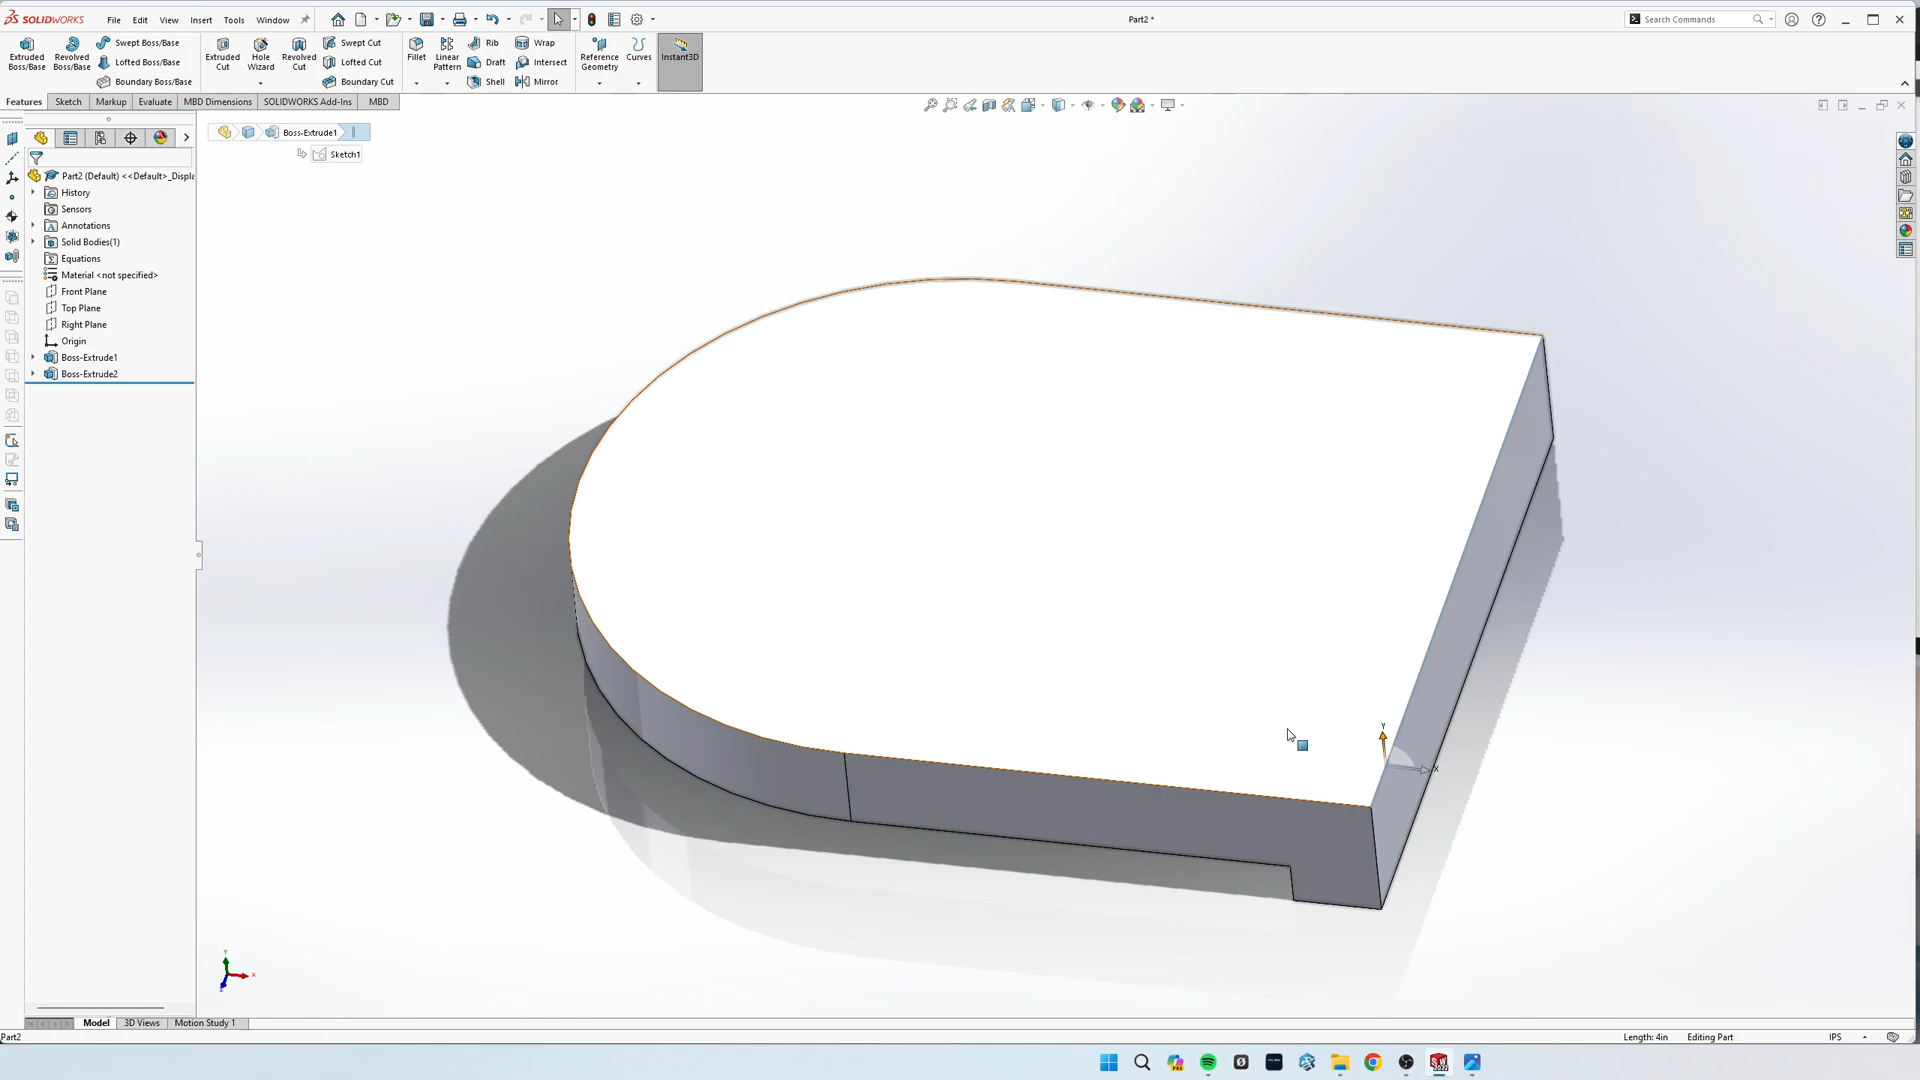 SOLIDWORKS File Edit View Insert Tools Window Part2 * Search Commands
Extruded Boss/Base
Revolved Boss/Base
Swept Boss/Base
Lofted Boss/Base
Boundary Boss/Base
Extruded Cut
Hole Wizard
Revolved Cut
Swept Cut
Lofted Cut
Boundary Cut
Fillet
Linear Pattern
Rib
Draft
Shell
Wrap
Intersect
Mirror
Reference Geometry
Curves
Instant3D
Features Sketch Markup Evaluate MBD Dimensions SOLIDWORKS Add-Ins MBD
Boss-Extrude1
Sketch1
Part2 (Default) <<Default>_Displa
History
Sensors
Annotations
Solid Bodies(1)
Equations
Material <not specified>
Front Plane
Top Plane
Right Plane
Origin
Boss-Extrude1
Boss-Extrude2
Y
X
Y
X
Z
Model 3D Views Motion Study 1
Part2 Length: 4in Editing Part IPS